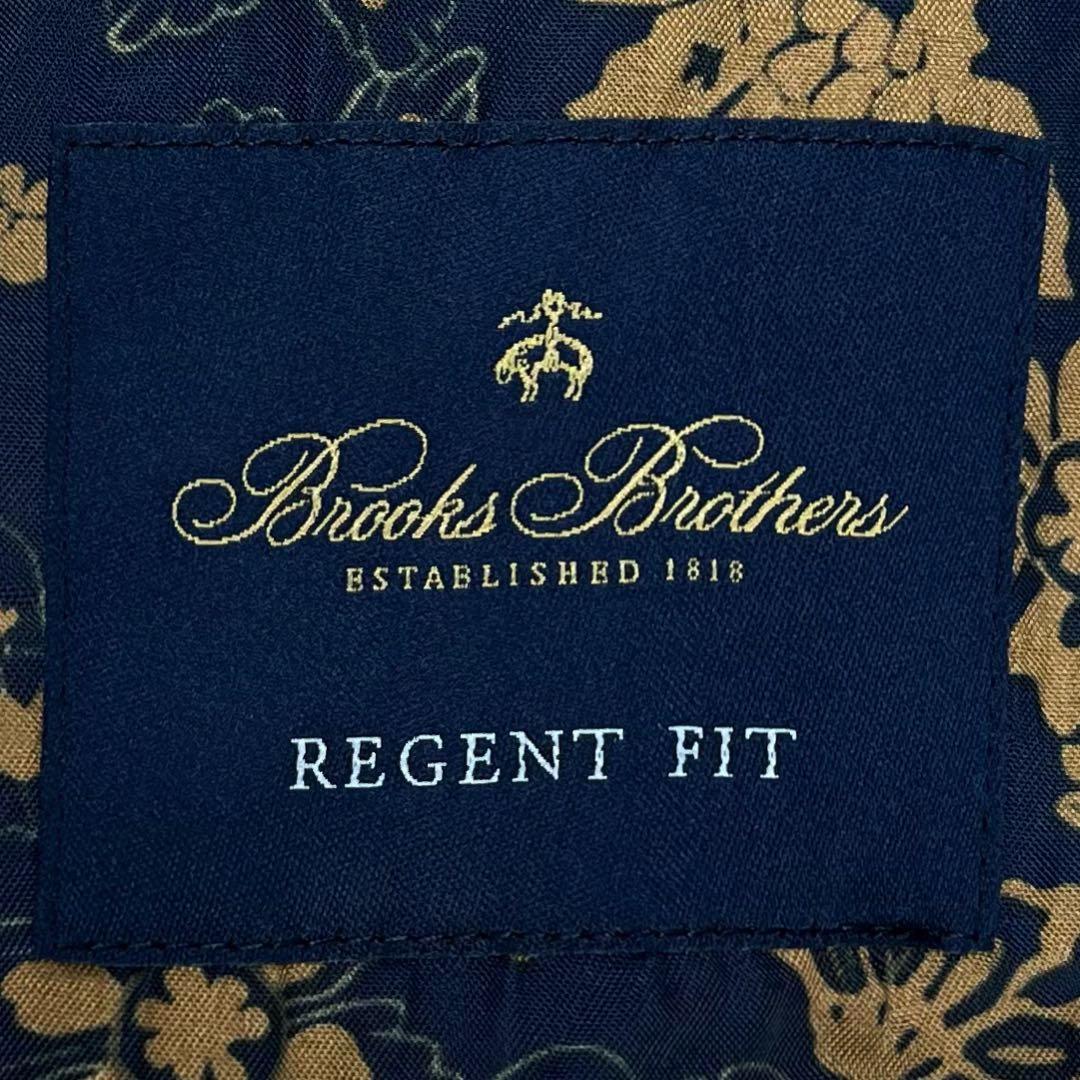 Brooks Brothers
ESTABLISHED 1818
REGENT FIT